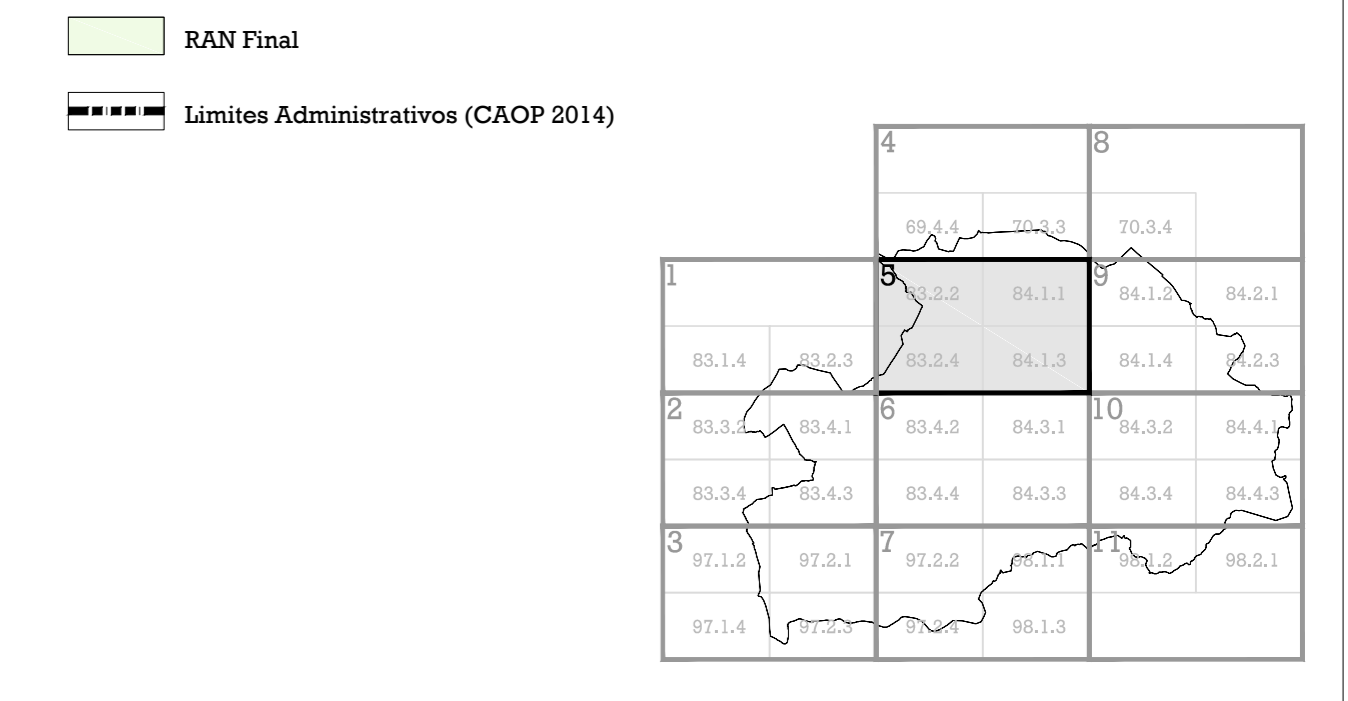 RAN Final
Limites Administrativos (CAOP 2014)
4 8
69.4.4 70.3.3 70.3.4
1 5 9
83.2.2 84.1.1 84.1.2 84.2.1
83.1.4 83.2.3 83.2.4 84.1.3 84.1.4 84.2.3
2 6 10
83.3.2 83.4.1 83.4.2 84.3.1 84.3.2 84.4.1
83.3.4 83.4.3 83.4.4 84.3.3 84.3.4 84.4.3
3 7 11
97.1.2 97.2.1 97.2.2 98.1.1 98.1.2 98.2.1
97.1.4 97.2.3 97.2.4 98.1.3